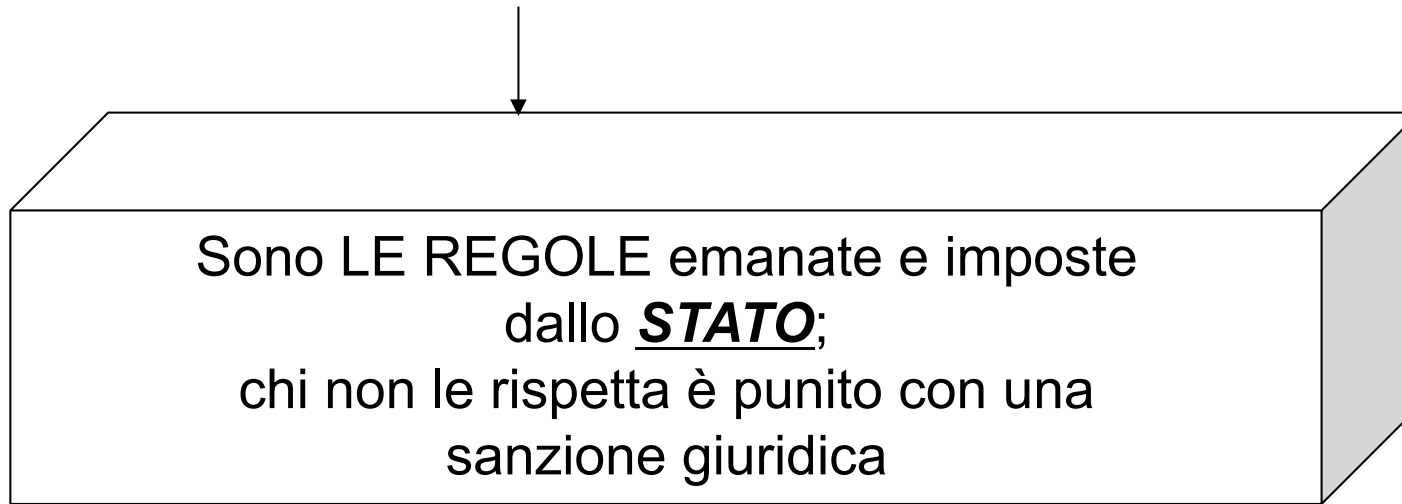 Sono LE REGOLE emanate e imposte
dallo STATO;
chi non le rispetta è punito con una
sanzione giuridica